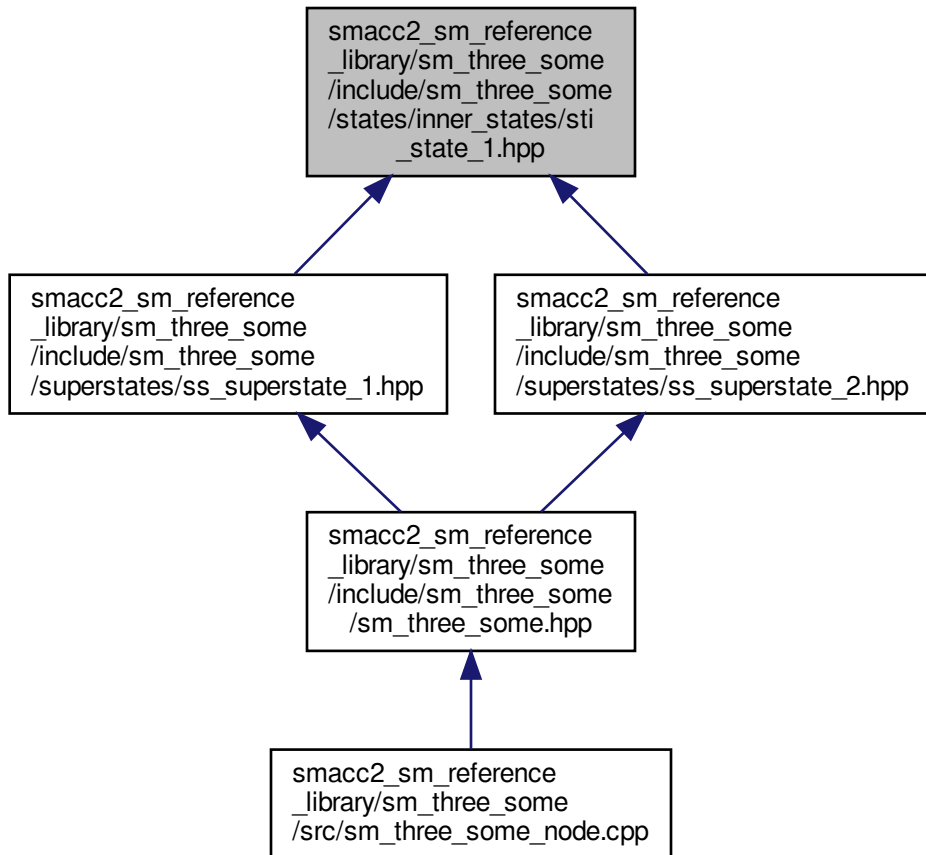 smacc2_sm_reference
_library/sm_three_some
/include/sm_three_some
/states/inner_states/sti
_state_1.hpp
smacc2_sm_reference
_library/sm_three_some
/include/sm_three_some
/superstates/ss_superstate_1.hpp
smacc2_sm_reference
_library/sm_three_some
/include/sm_three_some
/superstates/ss_superstate_2.hpp
smacc2_sm_reference
_library/sm_three_some
/include/sm_three_some
/sm_three_some.hpp
smacc2_sm_reference
_library/sm_three_some
/src/sm_three_some_node.cpp